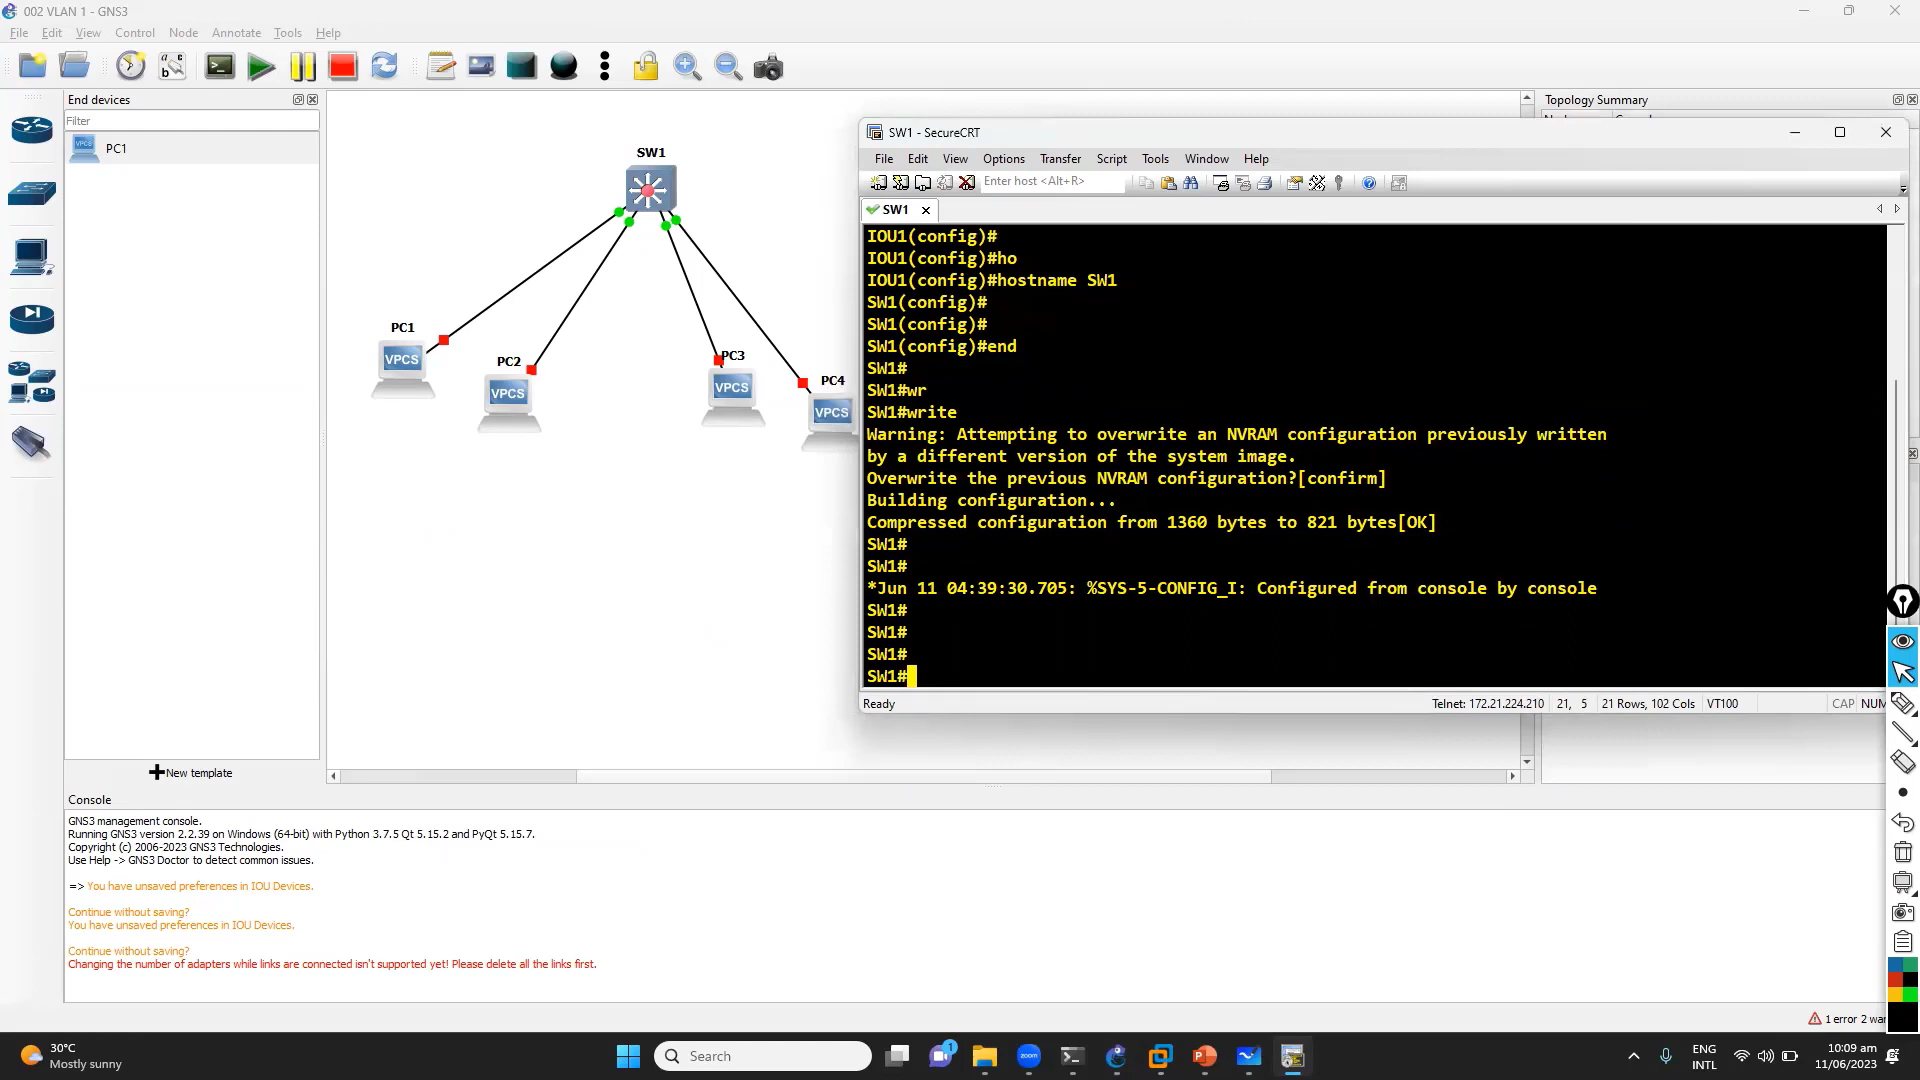 002 VLAN 1 - GNS3
File Edit View Control Node Annotate Tools Help
End devices
Filter
VPCS PC1
New template
SW1
PC1
VPCS
PC2
VPCS
PC3
VPCS
PC4
VPCS
Topology Summary
SW1 - SecureCRT
File Edit View Options Transfer Script Tools Window Help
Enter host <Alt+R>
SW1
IOU1(config)#
IOU1(config)#ho
IOU1(config)#hostname SW1
SW1(config)#
SW1(config)#
SW1(config)#end
SW1#
SW1#wr
SW1#write
Warning: Attempting to overwrite an NVRAM configuration previously written
by a different version of the system image.
Overwrite the previous NVRAM configuration?[confirm]
Building configuration...
Compressed configuration from 1360 bytes to 821 bytes[OK]
SW1#
SW1#
*Jun 11 04:39:30.705: %SYS-5-CONFIG_I: Configured from console by console
SW1#
SW1#
SW1#
SW1#
Ready Telnet: 172.21.224.210 21, 5 21 Rows, 102 Cols VT100 CAP NUM
Console
GNS3 management console.
Running GNS3 version 2.2.39 on Windows (64-bit) with Python 3.7.5 Qt 5.15.2 and PyQt 5.15.7.
Copyright (c) 2006-2023 GNS3 Technologies.
Use Help -> GNS3 Doctor to detect common issues.
=> You have unsaved preferences in IOU Devices.
Continue without saving?
You have unsaved preferences in IOU Devices.
Continue without saving?
Changing the number of adapters while links are connected isn't supported yet! Please delete all the links first.
1 error 2 war
30°C
Mostly sunny
Search
1
zoom
ENG
INTL
10:09 am
11/06/2023